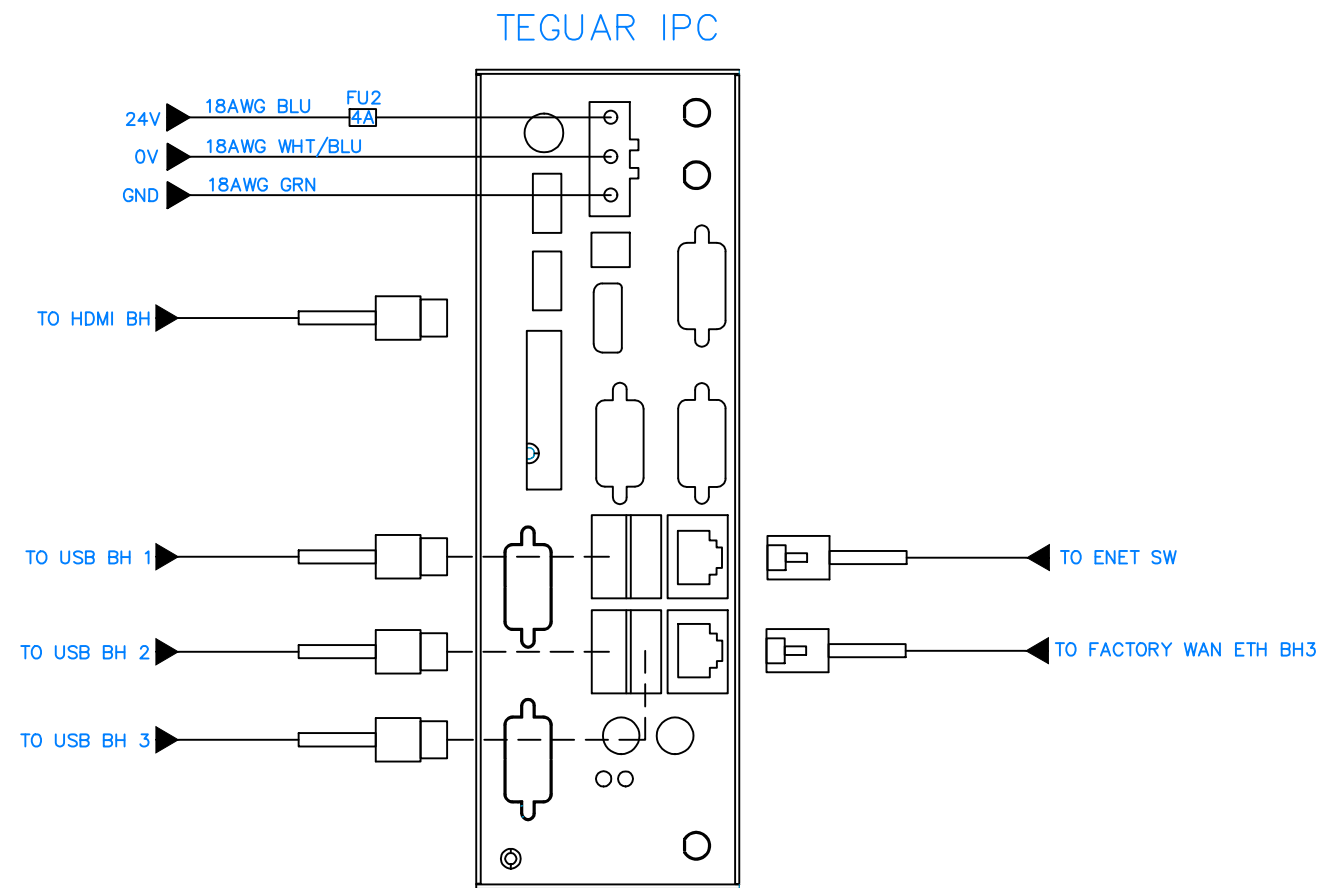 TEGUAR IPC
24V
18AWG BLU
FU2
4A
0V
18AWG WHT/BLU
GND
18AWG GRN
TO HDMI BH
TO USB BH 1
TO ENET SW
TO USB BH 2
TO FACTORY WAN ETH BH3
TO USB BH 3